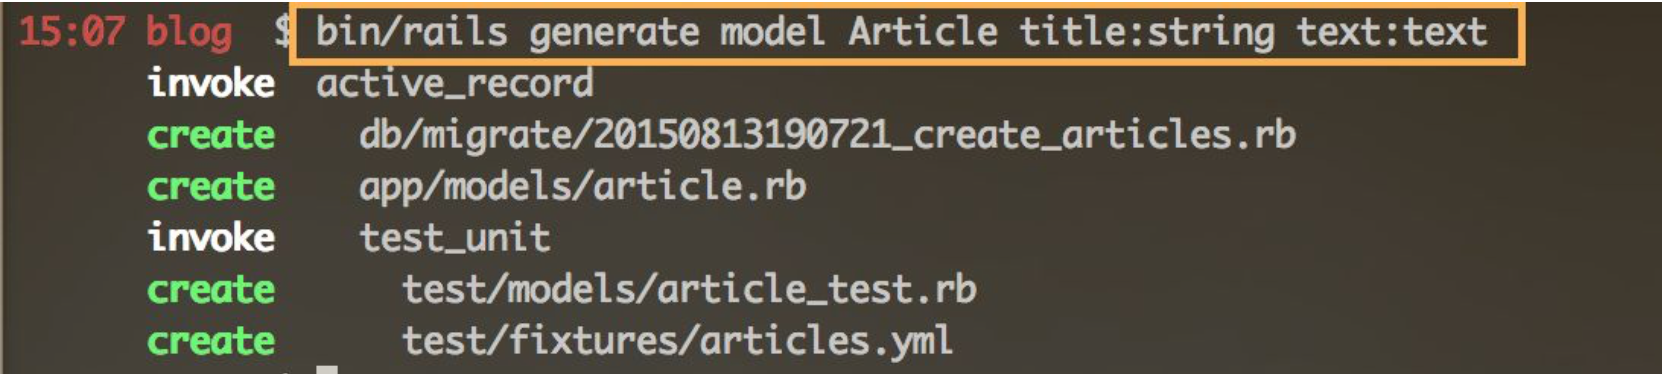 15:07 blog $ bin/rails generate model Article title:string text:text
invoke active_record
create db/migrate/20150813190721_create_articles.rb
create app/models/article.rb
invoke test_unit
create test/models/article_test.rb
create test/fixtures/articles.yml